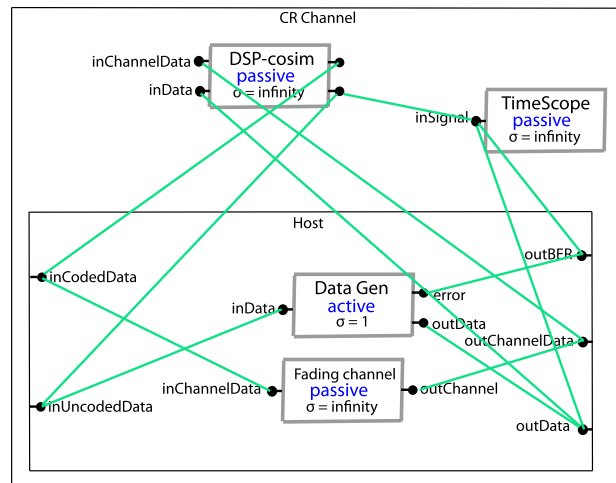 CR Channel
inChannelData
DSP-cosim
passive
inData
σ = infinity
TimeScope
inSignal
passive
σ = infinity
Host
outBER
inCodedData
Data Gen
error
active
inData
σ = 1
outData
outChannelData
Fading channel
inChannelData
passive
outChannel
σ = infinity
inUncodedData
outData